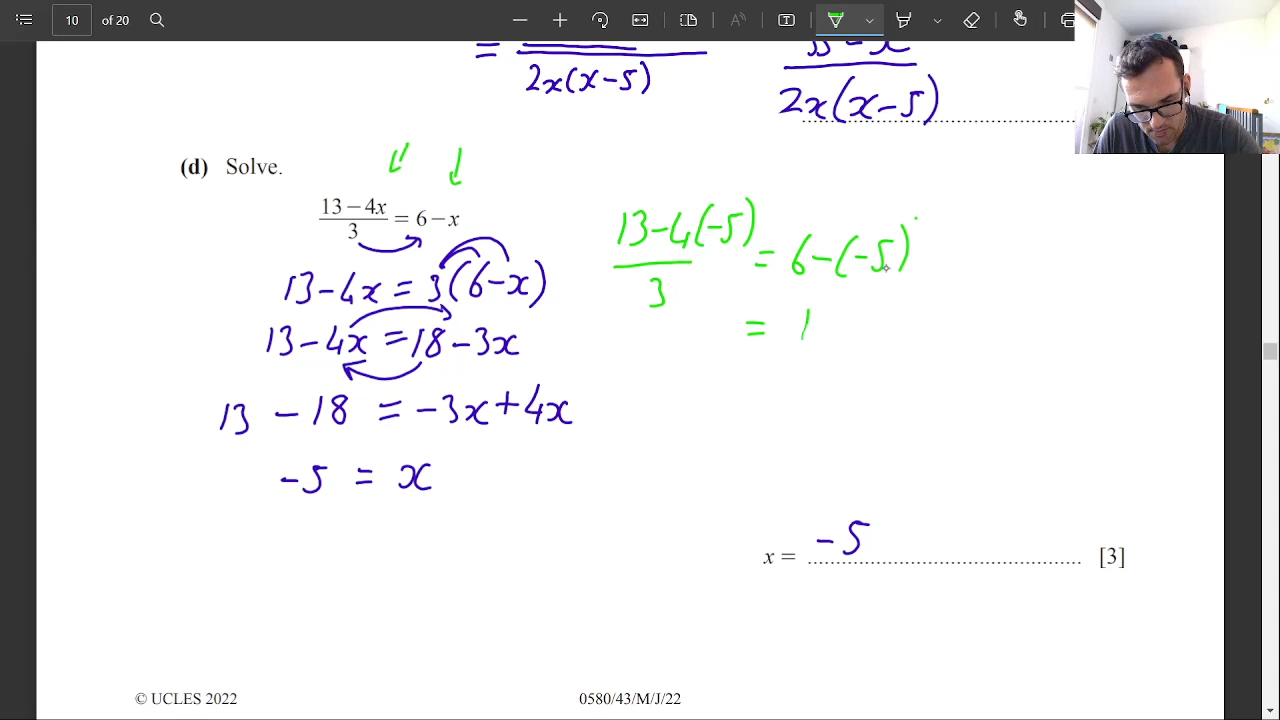 10 of 20
=
2x(x-5)
2x(x-5)
(d) Solve.
13 - 4x / 3 = 6 - x
13-4x = 3(6-x)
13-4x = 18-3x
13 -18 = -3x+4x
-5 = x
13-4(-5) / 3 = 6-(-5)
= 1
x = -5 [3]
© UCLES 2022
0580/43/M/J/22